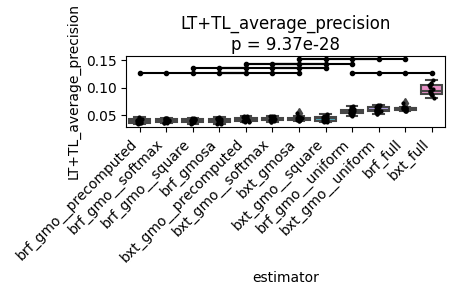 LT+TL_average_precision
p = 9.37e-28
LT+TL_average_precision
0.15
0.10
0.05
brf_gmo__precomputed
brf_gmo__softmax
brf_gmo__square
brf_gmosa
bxt_gmo__precomputed
bxt_gmo__softmax
bxt_gmosa
bxt_gmo__square
brf_gmo__uniform
bxt_gmo__uniform
brf_full
bxt_full
estimator